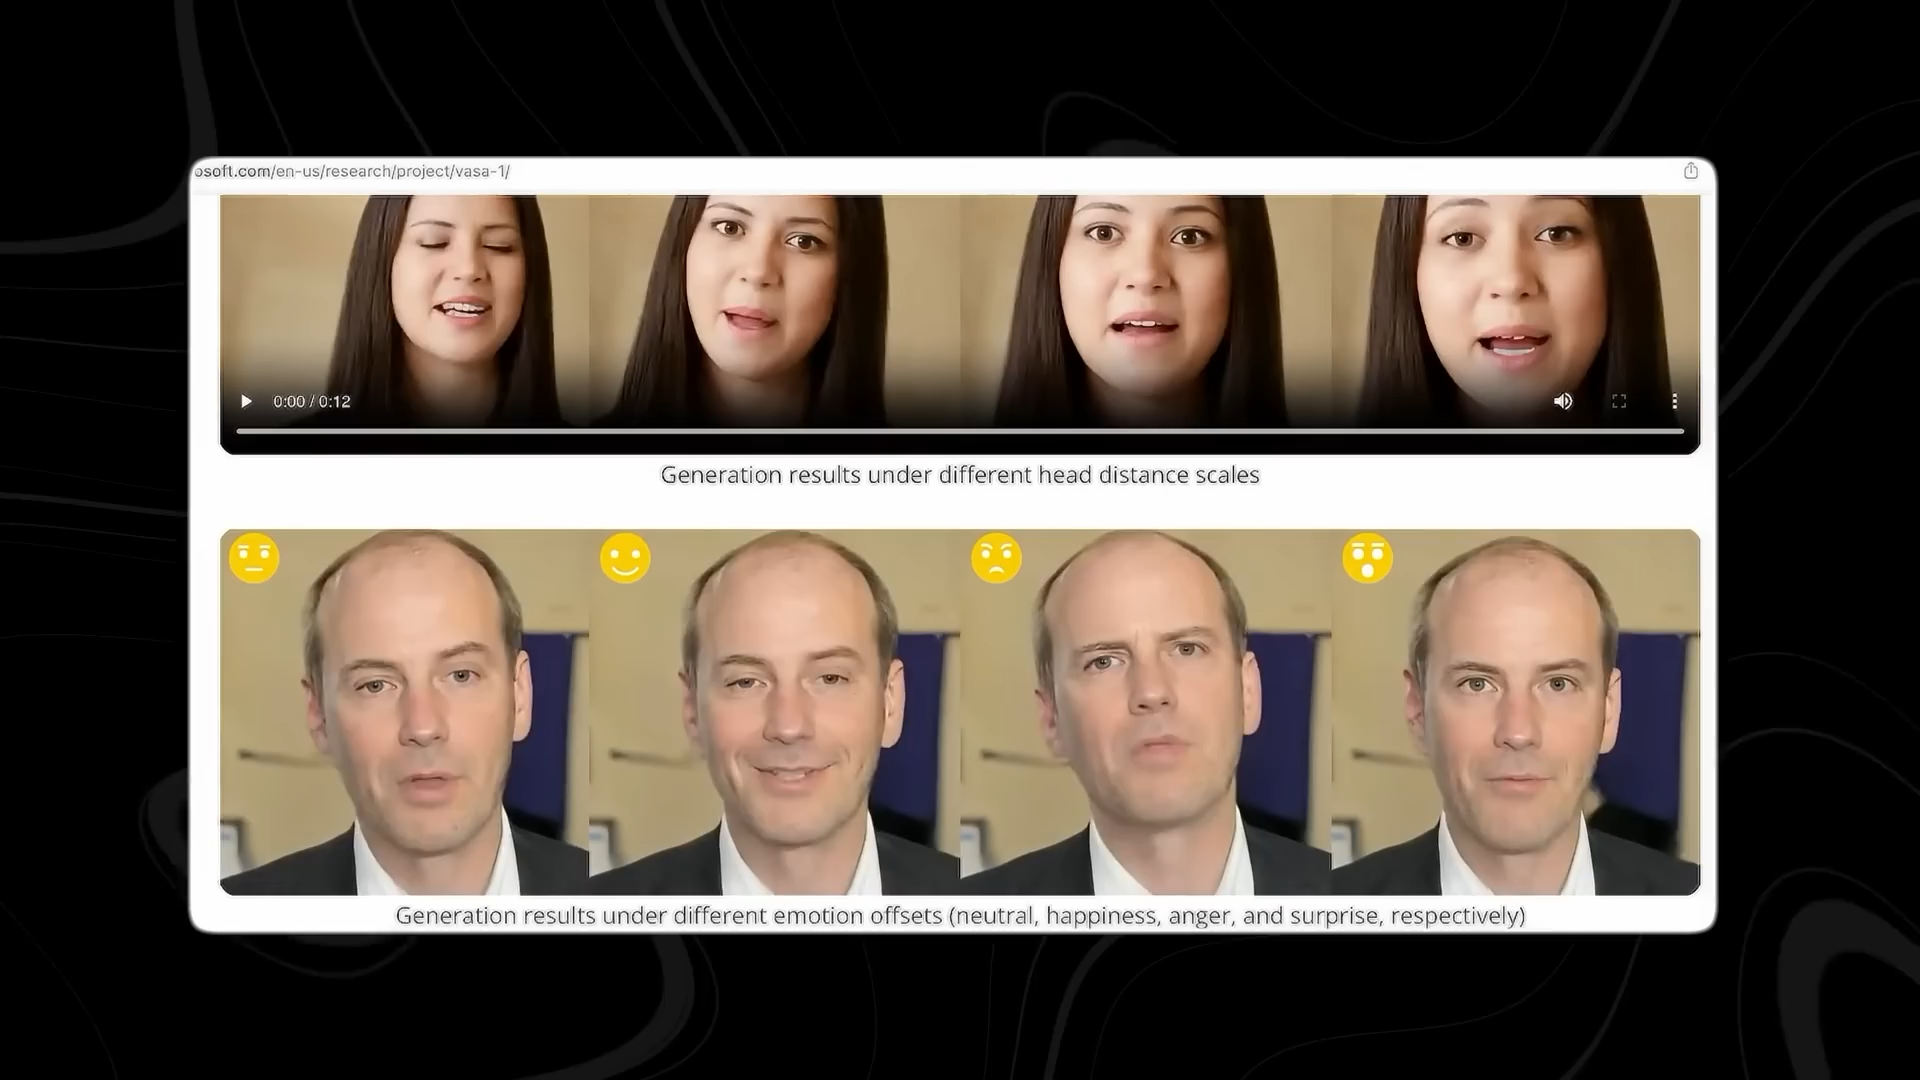 osoft.com/en-us/research/project/vasa-1/
0:00 / 0:12
Generation results under different head distance scales
Generation results under different emotion offsets (neutral, happiness, anger, and surprise, respectively)